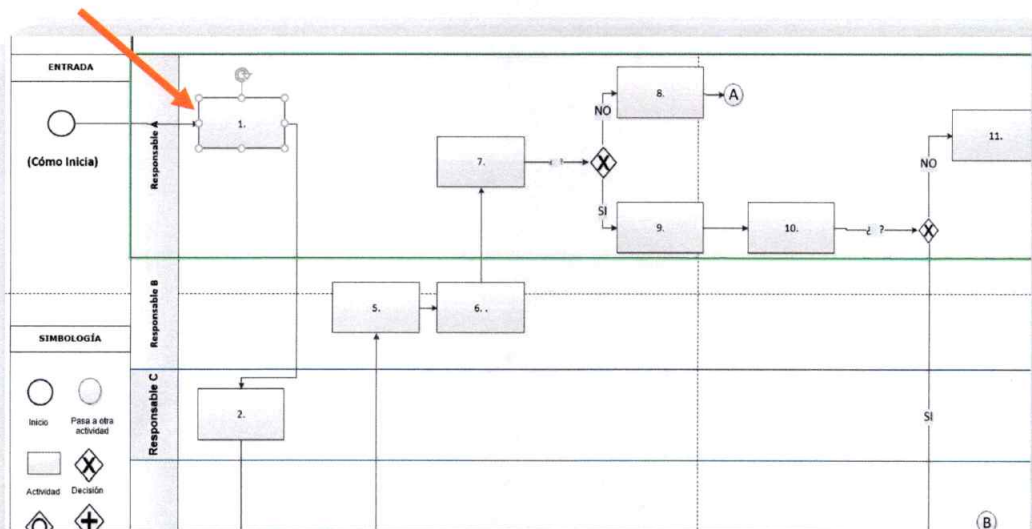 ENTRADA
(Cómo Inicia)
Responsable A
1.
7.
NO
8.
A
SI
9.
10.
¿ ?
NO
11.
Responsable B
5.
6. .
SIMBOLOGÍA
Inicio
Pasa a otra
actividad
Actividad
Decisión
Responsable C
2.
SI
B